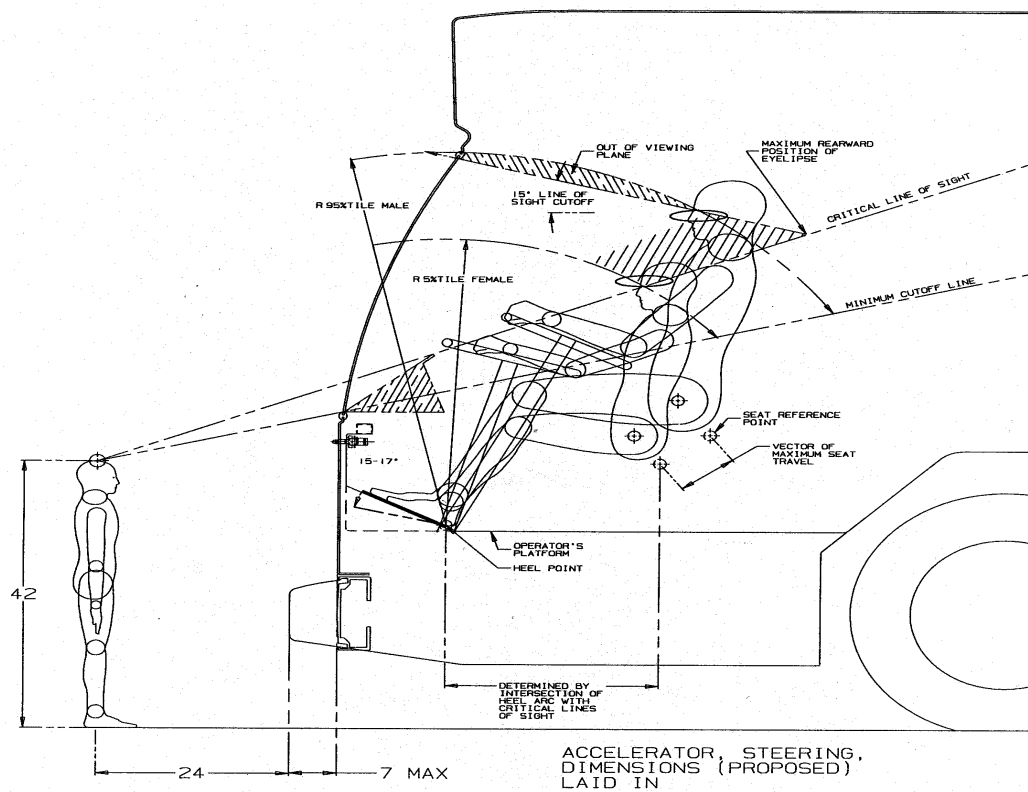 OUT OF VIEWING
PLANE
MAXIMUM REARWARD
POSITION OF
EYELIPSE
15° LINE OF
SIGHT CUTOFF
R 95%TILE MALE
CRITICAL LINE OF SIGHT
R 5%TILE FEMALE
MINIMUM CUTOFF LINE
SEAT REFERENCE
POINT
VECTOR OF
MAXIMUM SEAT
TRAVEL
15-17°
OPERATOR'S
PLATFORM
HEEL POINT
42
DETERMINED BY
INTERSECTION OF
HEEL ARC WITH
CRITICAL LINES
OF SIGHT
24
7 MAX
ACCELERATOR, STEERING,
DIMENSIONS (PROPOSED)
LAID IN